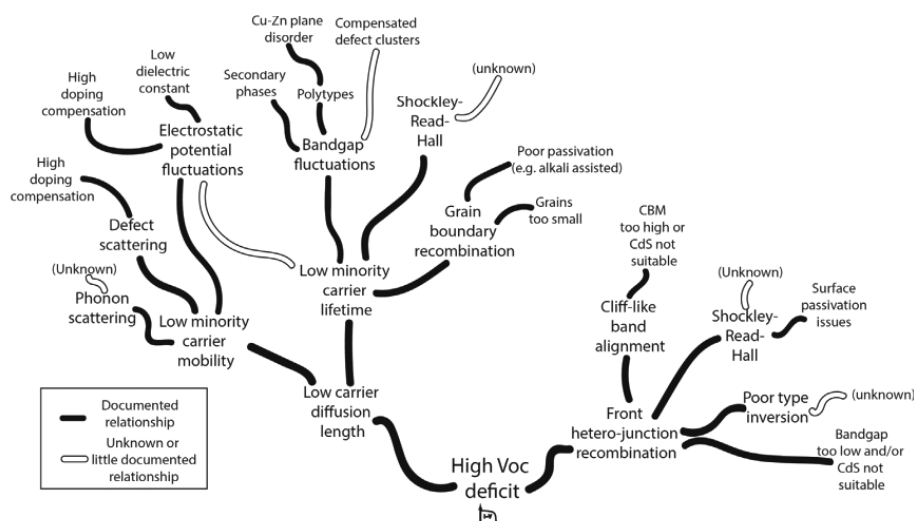 Cu-Zn plane
disorder
Compensated
defect clusters
Low
dielectric
constant
High
doping
compensation
Secondary
phases
Polytypes
(unknown)
Shockley-
Read-
Hall
Electrostatic
potential
fluctuations
Bandgap
fluctuations
High
doping
compensation
Poor passivation
(e.g. alkali assisted)
Grains
too small
Grain
boundary
recombination
CBM
too high or
CdS not
suitable
Defect
scattering
(Unknown)
Phonon
scattering
Low minority
carrier
lifetime
(Unknown)
Surface
passivation
issues
Cliff-like
band
alignment
Shockley-
Read-
Hall
Low minority
carrier
mobility
Low carrier
diffusion
length
Poor type
inversion
(unknown)
Front
hetero-junction
recombination
Bandgap
too low and/or
CdS not
suitable
Documented
relationship
Unknown or
little documented
relationship
High Voc
deficit